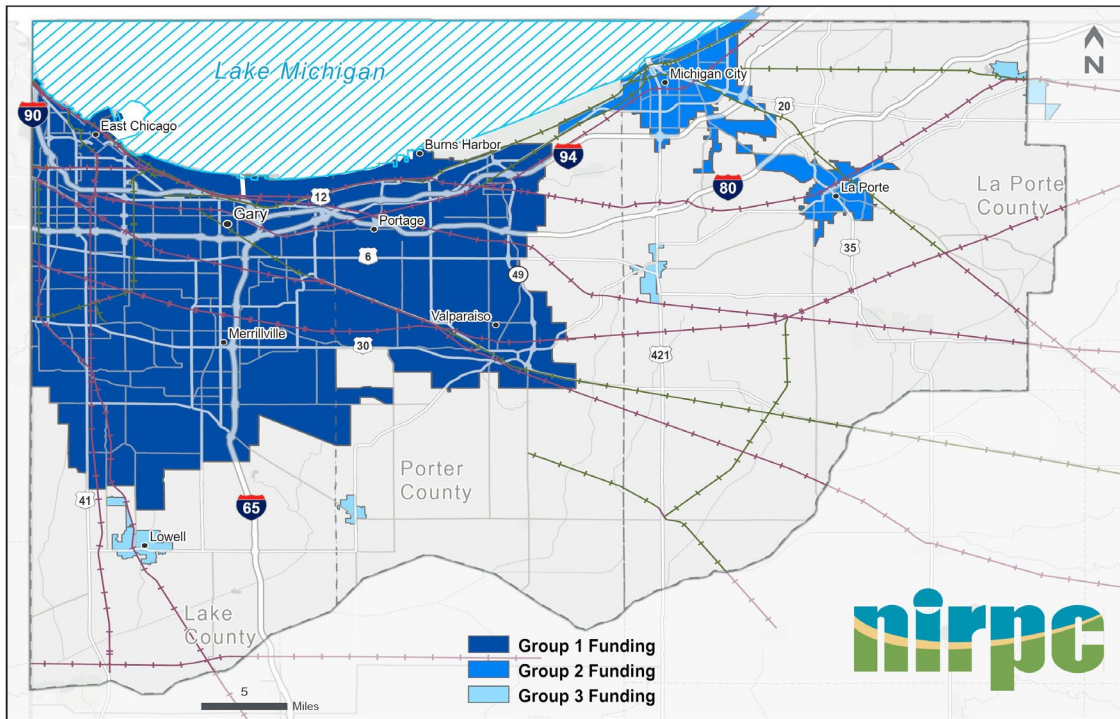 N
Lake Michigan
Michigan City
90
East Chicago
20
Burns Harbor
94
80
La Porte
La Porte
County
12
Gary
Portage
35
6
49
Valparaiso
Merrillville
30
421
Porter
County
41
65
Lowell
Lake
County
Group 1 Funding
Group 2 Funding
Group 3 Funding
5
Miles
nirpc